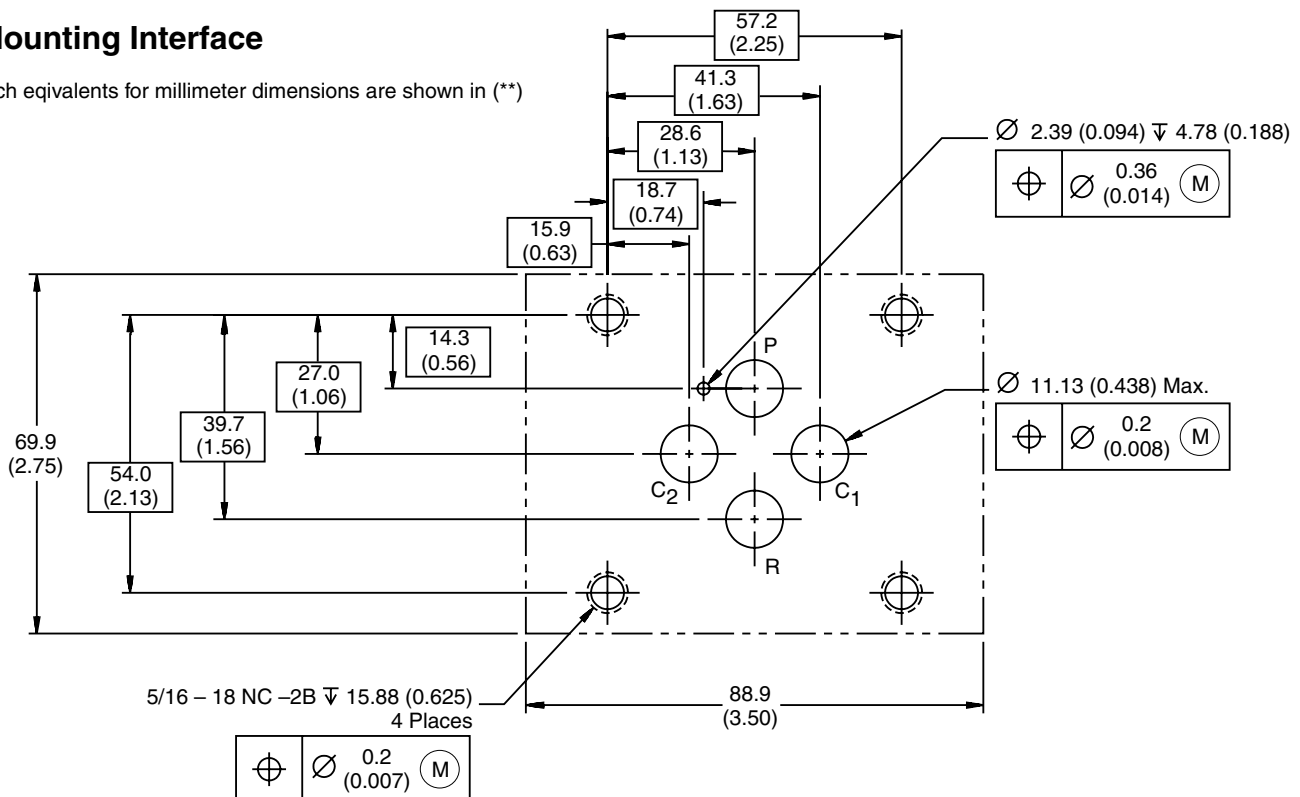 ounting Interface
ch eqivalents for millimeter dimensions are shown in (**)
57.2
(2.25)
41.3
(1.63)
28.6
(1.13)
18.7
(0.74)
15.9
(0.63)
⌀ 2.39 (0.094) ↧ 4.78 (0.188)
⌖ ⌀ 0.36 (0.014) Ⓜ
14.3
(0.56)
27.0
(1.06)
39.7
(1.56)
54.0
(2.13)
69.9
(2.75)
P
⌀ 11.13 (0.438) Max.
⌖ ⌀ 0.2 (0.008) Ⓜ
C2
C1
R
5/16 – 18 NC –2B ↧ 15.88 (0.625)
4 Places
⌖ ⌀ 0.2 (0.007) Ⓜ
88.9
(3.50)